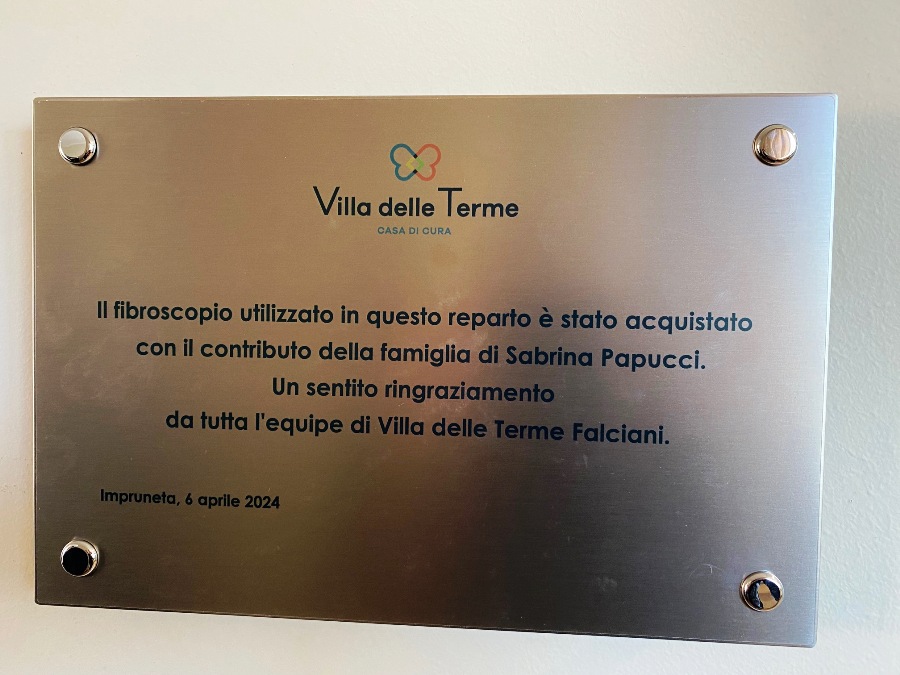 Villa delle Terme
CASA DI CURA
Il fibroscopio utilizzato in questo reparto è stato acquistato
con il contributo della famiglia di Sabrina Papucci.
Un sentito ringraziamento
da tutta l'equipe di Villa delle Terme Falciani.
Impruneta, 6 aprile 2024